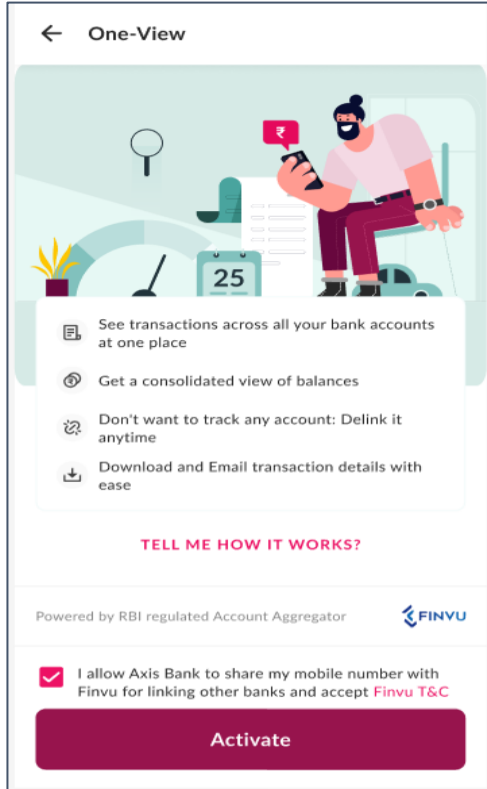 One-View
₹
25
See transactions across all your bank accounts
at one place
Get a consolidated view of balances
Don't want to track any account: Delink it
anytime
Download and Email transaction details with
ease
TELL ME HOW IT WORKS?
Powered by RBI regulated Account Aggregator
FINVU
I allow Axis Bank to share my mobile number with
Finvu for linking other banks and accept Finvu T&C
Activate